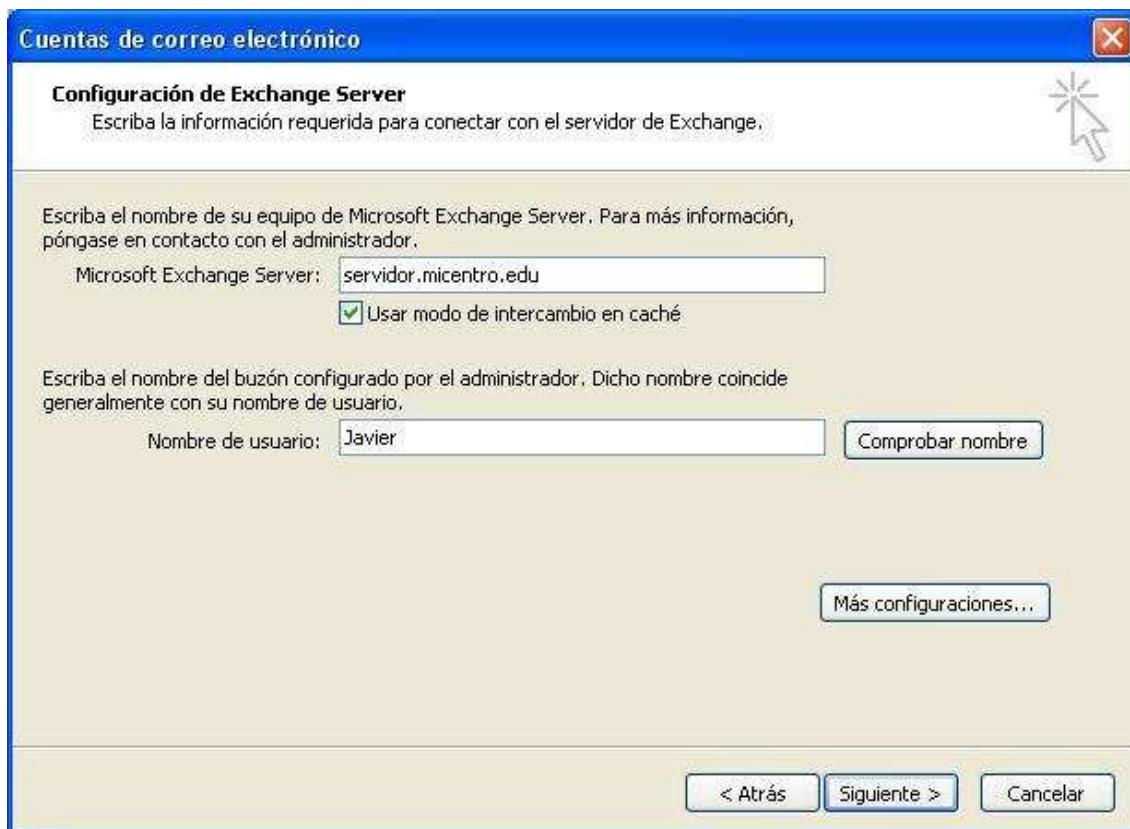 Cuentas de correo electrónico
Configuración de Exchange Server
Escriba la información requerida para conectar con el servidor de Exchange.
Escriba el nombre de su equipo de Microsoft Exchange Server. Para más información,
póngase en contacto con el administrador.
Microsoft Exchange Server: servidor.micentro.edu
Usar modo de intercambio en caché
Escriba el nombre del buzón configurado por el administrador. Dicho nombre coincide
generalmente con su nombre de usuario.
Nombre de usuario: Javier Comprobar nombre
Más configuraciones...
< Atrás Siguiente > Cancelar